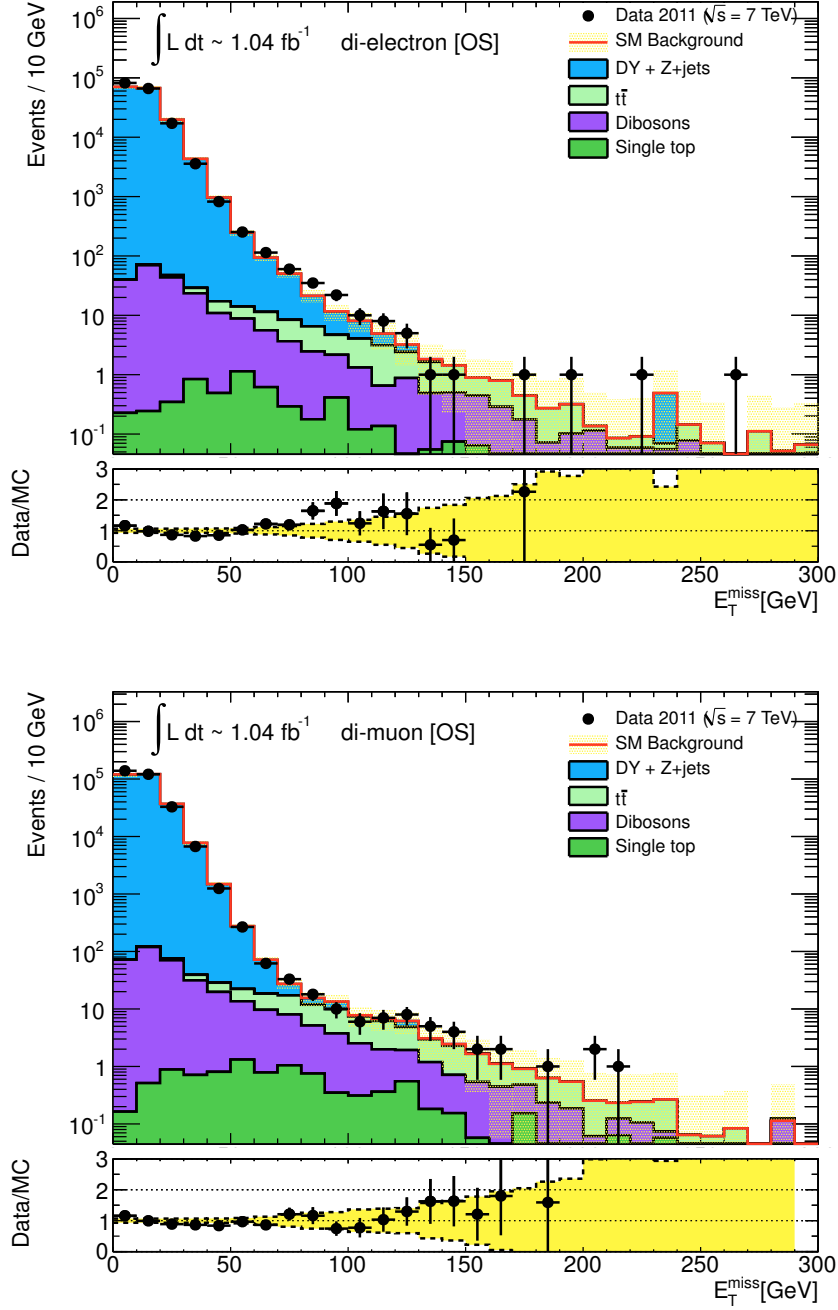 ∫ L dt ~ 1.04 fb⁻¹ di-electron [OS]
Data 2011 (√s = 7 TeV)
SM Background
DY + Z+jets
tt̄
Dibosons
Single top
Events / 10 GeV
10⁶
10⁵
10⁴
10³
10²
10
1
10⁻¹
Data/MC
3
2
1
0
0 50 100 150 200 250 300
E_T^miss[GeV]
∫ L dt ~ 1.04 fb⁻¹ di-muon [OS]
Data 2011 (√s = 7 TeV)
SM Background
DY + Z+jets
tt̄
Dibosons
Single top
Events / 10 GeV
10⁶
10⁵
10⁴
10³
10²
10
1
10⁻¹
Data/MC
3
2
1
0
0 50 100 150 200 250 300
E_T^miss[GeV]